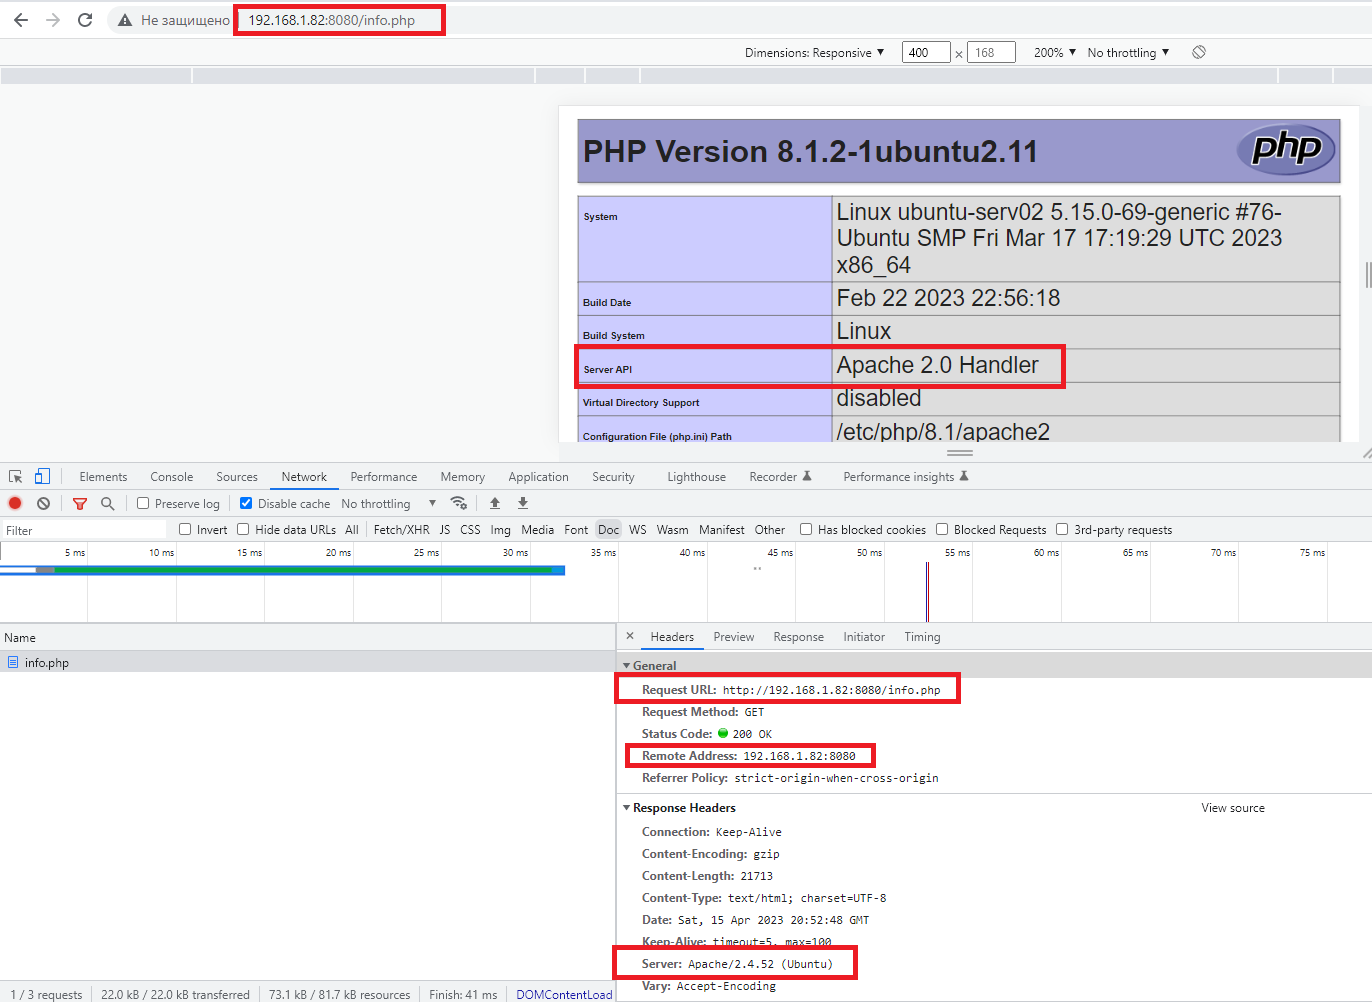 Не защищено 192.168.1.82:8080/info.php
Dimensions: Responsive ▼ 400 × 168 200% ▼ No throttling ▼
PHP Version 8.1.2-1ubuntu2.11
php
System
Linux ubuntu-serv02 5.15.0-69-generic #76-
Ubuntu SMP Fri Mar 17 17:19:29 UTC 2023
x86_64
Build Date Feb 22 2023 22:56:18
Build System Linux
Server API Apache 2.0 Handler
Virtual Directory Support disabled
Configuration File (php.ini) Path /etc/php/8.1/apache2
Elements Console Sources Network Performance Memory Application Security Lighthouse Recorder Performance insights
Preserve log Disable cache No throttling ▼
Filter Invert Hide data URLs All Fetch/XHR JS CSS Img Media Font Doc WS Wasm Manifest Other Has blocked cookies Blocked Requests 3rd-party requests
5 ms 10 ms 15 ms 20 ms 25 ms 30 ms 35 ms 40 ms 45 ms 50 ms 55 ms 60 ms 65 ms 70 ms 75 ms
Name
info.php
× Headers Preview Response Initiator Timing
▼ General
Request URL: http://192.168.1.82:8080/info.php
Request Method: GET
Status Code: 200 OK
Remote Address: 192.168.1.82:8080
Referrer Policy: strict-origin-when-cross-origin
▼ Response Headers View source
Connection: Keep-Alive
Content-Encoding: gzip
Content-Length: 21713
Content-Type: text/html; charset=UTF-8
Date: Sat, 15 Apr 2023 20:52:48 GMT
Keep-Alive: timeout=5, max=100
Server: Apache/2.4.52 (Ubuntu)
Vary: Accept-Encoding
1 / 3 requests 22.0 kB / 22.0 kB transferred 73.1 kB / 81.7 kB resources Finish: 41 ms DOMContentLoad